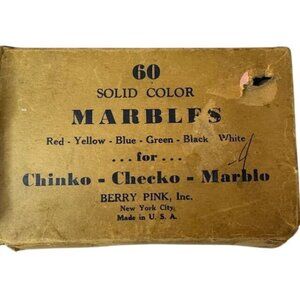 60
SOLID COLOR
MARBLES
Red - Yellow - Blue - Green - Black - White
. . . for . . .
Chinko - Checko - Marblo
BERRY PINK, Inc.
New York City
Made in U. S. A.